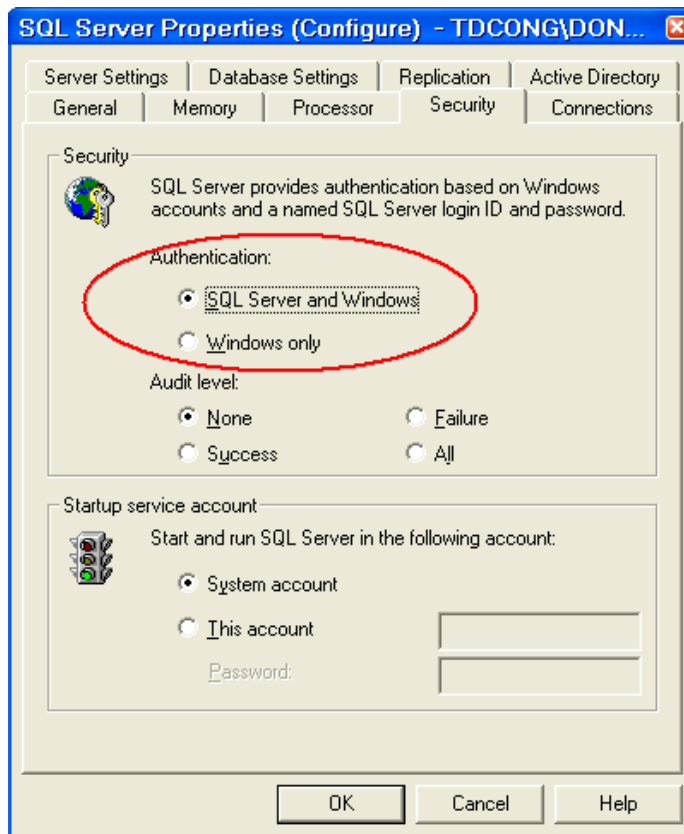 SQL Server Properties (Configure) - TDCONG\DON...
Server Settings Database Settings Replication Active Directory
General Memory Processor Security Connections
Security
SQL Server provides authentication based on Windows
accounts and a named SQL Server login ID and password.
Authentication:
SQL Server and Windows
Windows only
Audit level:
None Failure
Success All
Startup service account
Start and run SQL Server in the following account:
System account
This account
Password:
OK Cancel Help